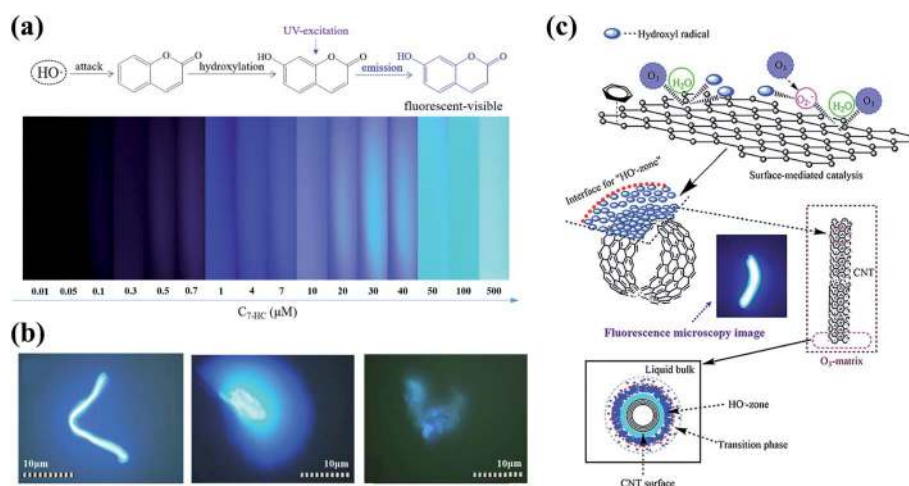 (a)
UV-excitation
HO·
attack
O
O
hydroxylation
HO
O
O
emission
HO
O
O
fluorescent-visible
0.01 0.05 0.1 0.3 0.5 0.7 1 4 7 10 20 30 40 50 100 500
C7-HC (μM)
(b)
10μm
10μm
10μm
(c)
Hydroxyl radical
O3
H2O
O3
H2O
O3
Surface-mediated catalysis
Interface for "HO·-zone"
CNT
Fluorescence microscopy image
O3-matrix
Liquid bulk
HO·-zone
Transition phase
CNT surface